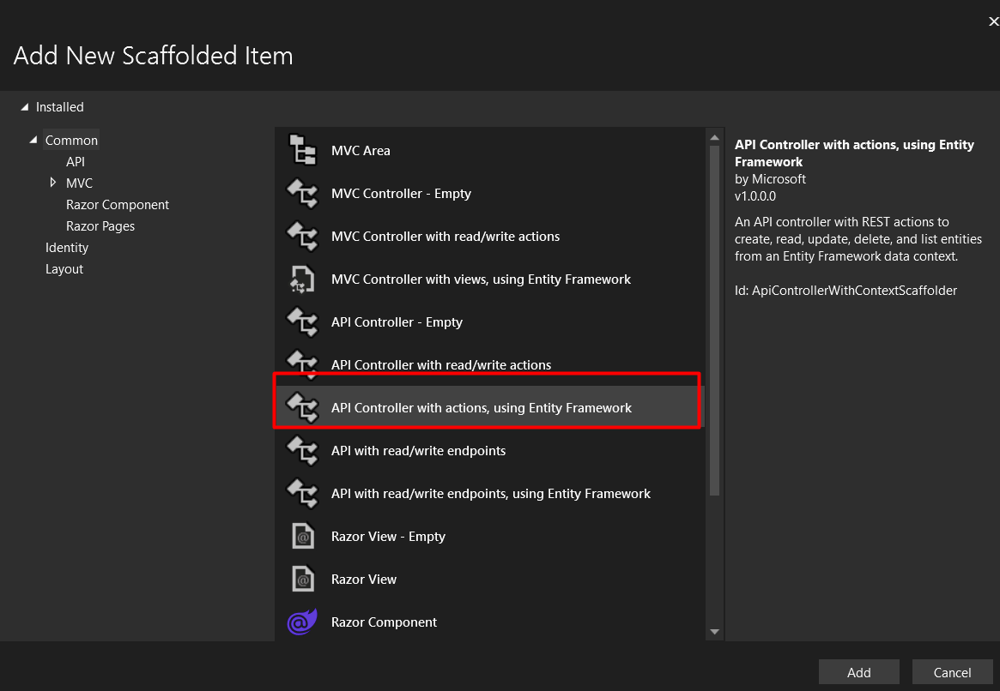 Add New Scaffolded Item
Installed
Common
API
MVC
Razor Component
Razor Pages
Identity
Layout
MVC Area
MVC Controller - Empty
MVC Controller with read/write actions
MVC Controller with views, using Entity Framework
API Controller - Empty
API Controller with read/write actions
API Controller with actions, using Entity Framework
API with read/write endpoints
API with read/write endpoints, using Entity Framework
Razor View - Empty
Razor View
Razor Component
API Controller with actions, using Entity
Framework
by Microsoft
v1.0.0.0
An API controller with REST actions to
create, read, update, delete, and list entities
from an Entity Framework data context.
Id: ApiControllerWithContextScaffolder
Add
Cancel